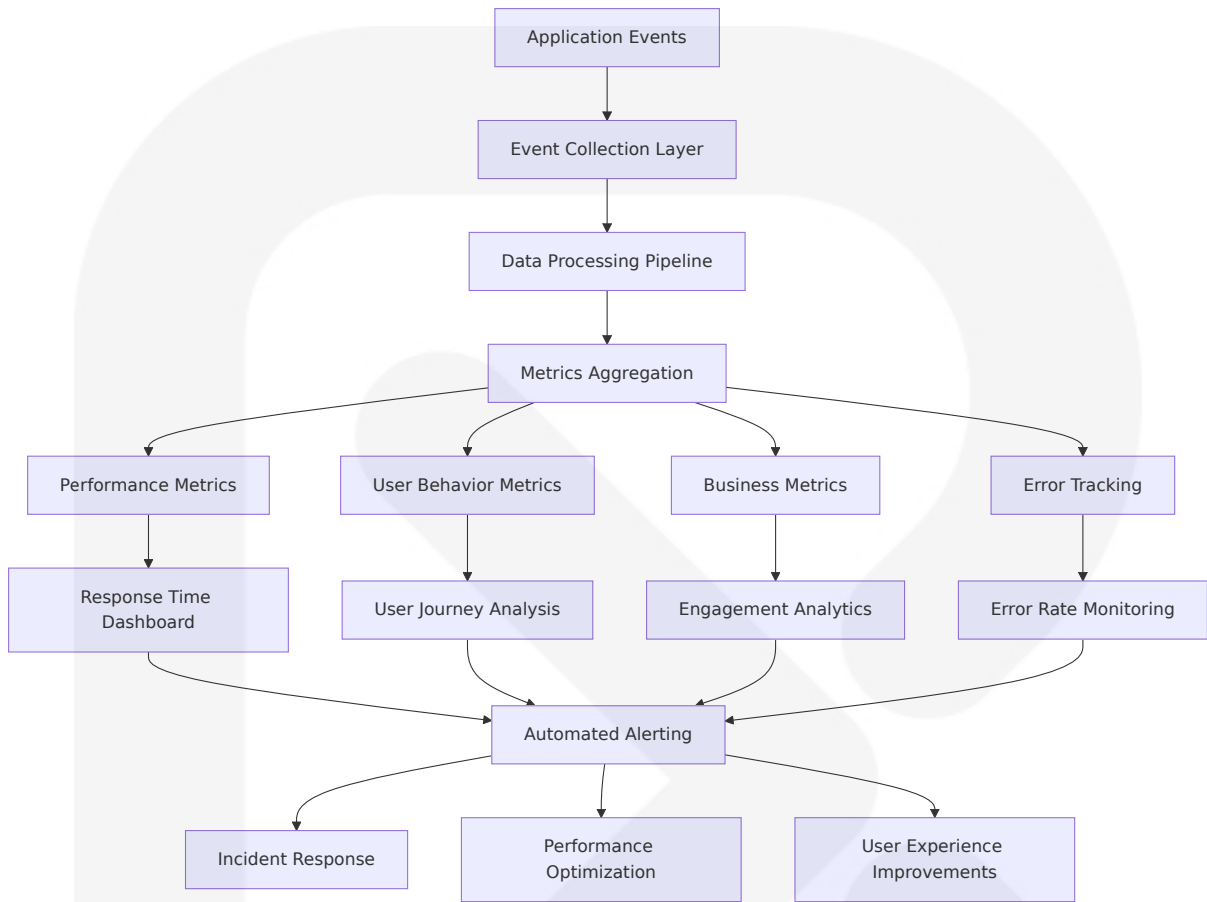 Application Events
Event Collection Layer
Data Processing Pipeline
Metrics Aggregation
Performance Metrics
User Behavior Metrics
Business Metrics
Error Tracking
Response Time
Dashboard
User Journey Analysis
Engagement Analytics
Error Rate Monitoring
Automated Alerting
Incident Response
Performance
Optimization
User Experience
Improvements